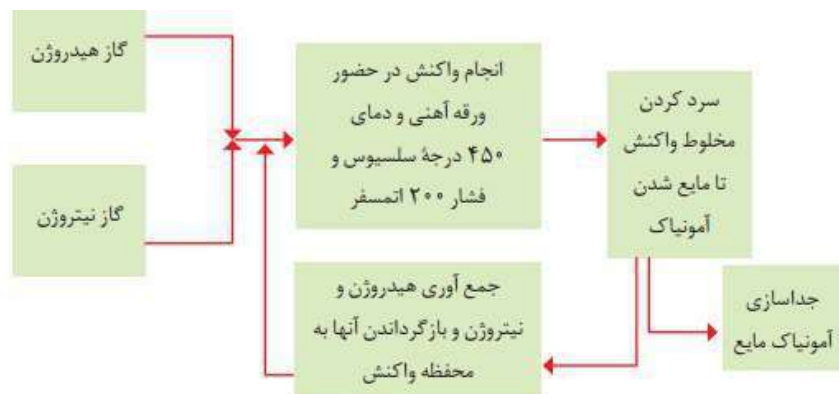 گاز هیدروژن
گاز نیتروژن
انجام واکنش در حضور
ورقه آهنی و دمای
۴۵۰ درجهٔ سلسیوس و
فشار ۲۰۰ اتمسفر
سرد کردن
مخلوط واکنش
تا مایع شدن
آمونیاک
جمع آوری هیدروژن و
نیتروژن و بازگرداندن آنها به
محفظه واکنش
جداسازی
آمونیاک مایع